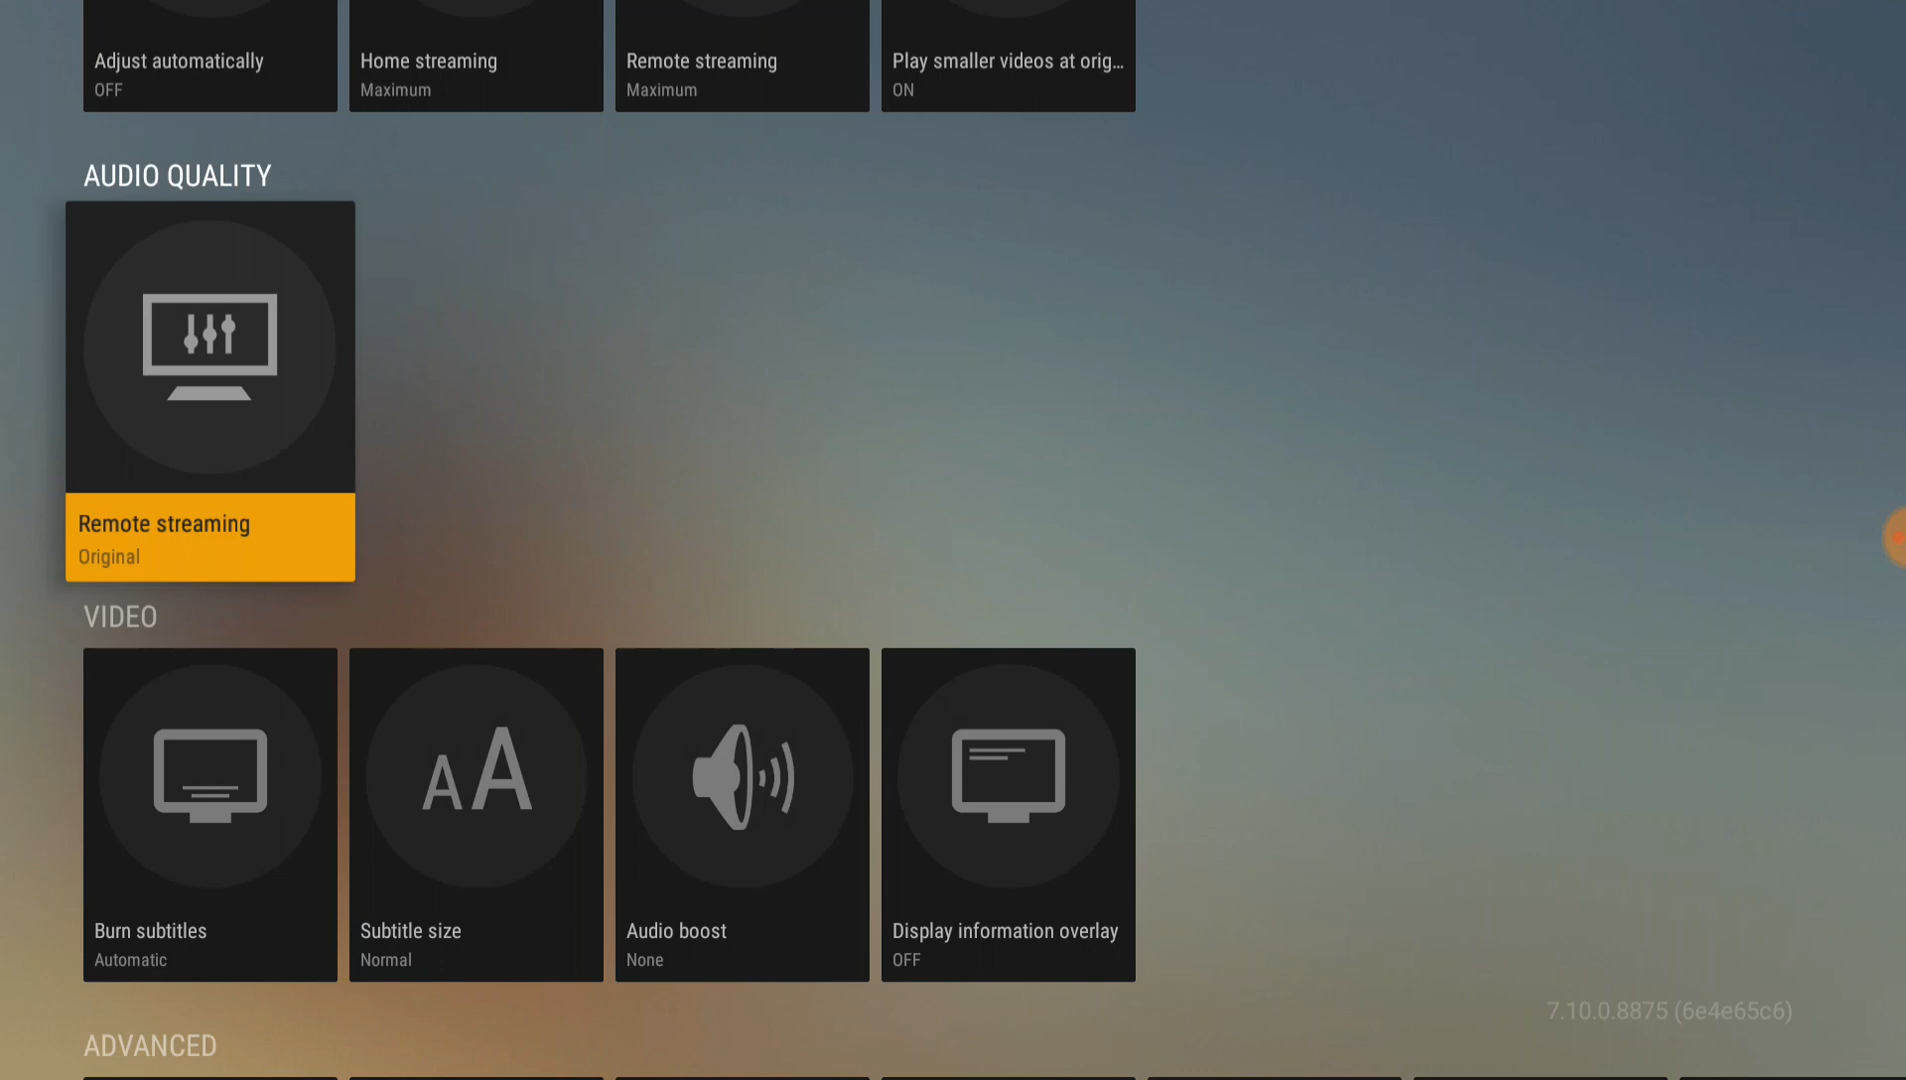 Adjust automatically
OFF
Home streaming
Maximum
Remote streaming
Maximum
Play smaller videos at orig...
ON
AUDIO QUALITY
Remote streaming
Original
VIDEO
Burn subtitles
Automatic
Subtitle size
Normal
Audio boost
None
Display information overlay
OFF
7.10.0.8875 (6e4e65c6)
ADVANCED